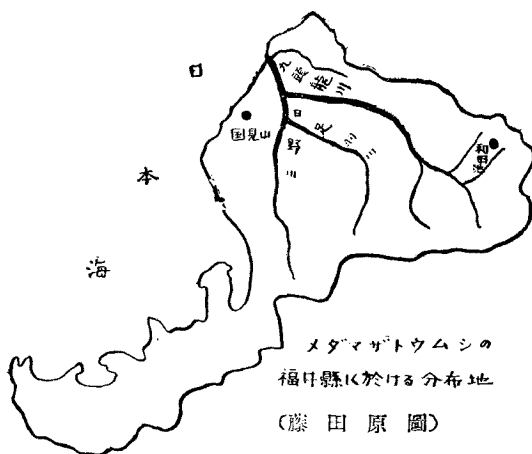 日本海
九頭龍川
国見山
日野川
足羽川
メダマザトウムシの
福井縣に於ける分布地
(藤田原圖)